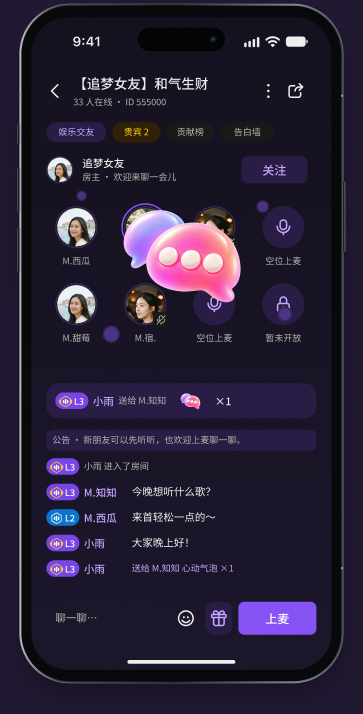 9:41
【追梦女友】和气生财
33 人在线 · ID 555000
娱乐交友 贵宾 2 贡献榜 告白墙
追梦女友
房主 · 欢迎来聊一会儿
关注
M.西瓜 空位上麦
M.甜莓 M.宿. 空位上麦 暂未开放
L3 小雨 送给 M.知知 ×1
公告 · 新朋友可以先听听，也欢迎上麦聊一聊。
L3 小雨 进入了房间
L3 M.知知 今晚想听什么歌？
L2 M.西瓜 来首轻松一点的～
L3 小雨 大家晚上好！
L3 小雨 送给 M.知知 心动气泡 ×1
聊一聊… 上麦